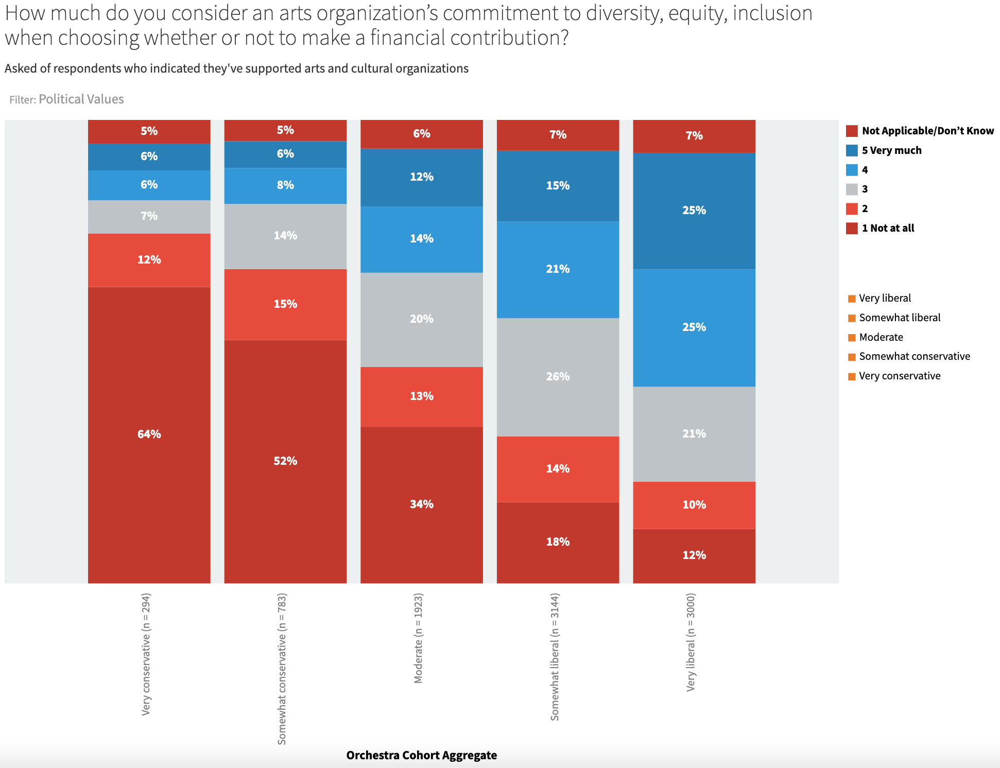 How much do you consider an arts organization’s commitment to diversity, equity, inclusion
when choosing whether or not to make a financial contribution?
Asked of respondents who indicated they've supported arts and cultural organizations
Filter: Political Values
5%
6%
6%
7%
12%
64%
5%
6%
8%
14%
15%
52%
6%
12%
14%
20%
13%
34%
7%
15%
21%
26%
14%
18%
7%
25%
25%
21%
10%
12%
Not Applicable/Don’t Know
5 Very much
4
3
2
1 Not at all
Very liberal
Somewhat liberal
Moderate
Somewhat conservative
Very conservative
Very conservative (n = 294)
Somewhat conservative (n = 783)
Moderate (n = 1923)
Somewhat liberal (n = 3144)
Very liberal (n = 3000)
Orchestra Cohort Aggregate